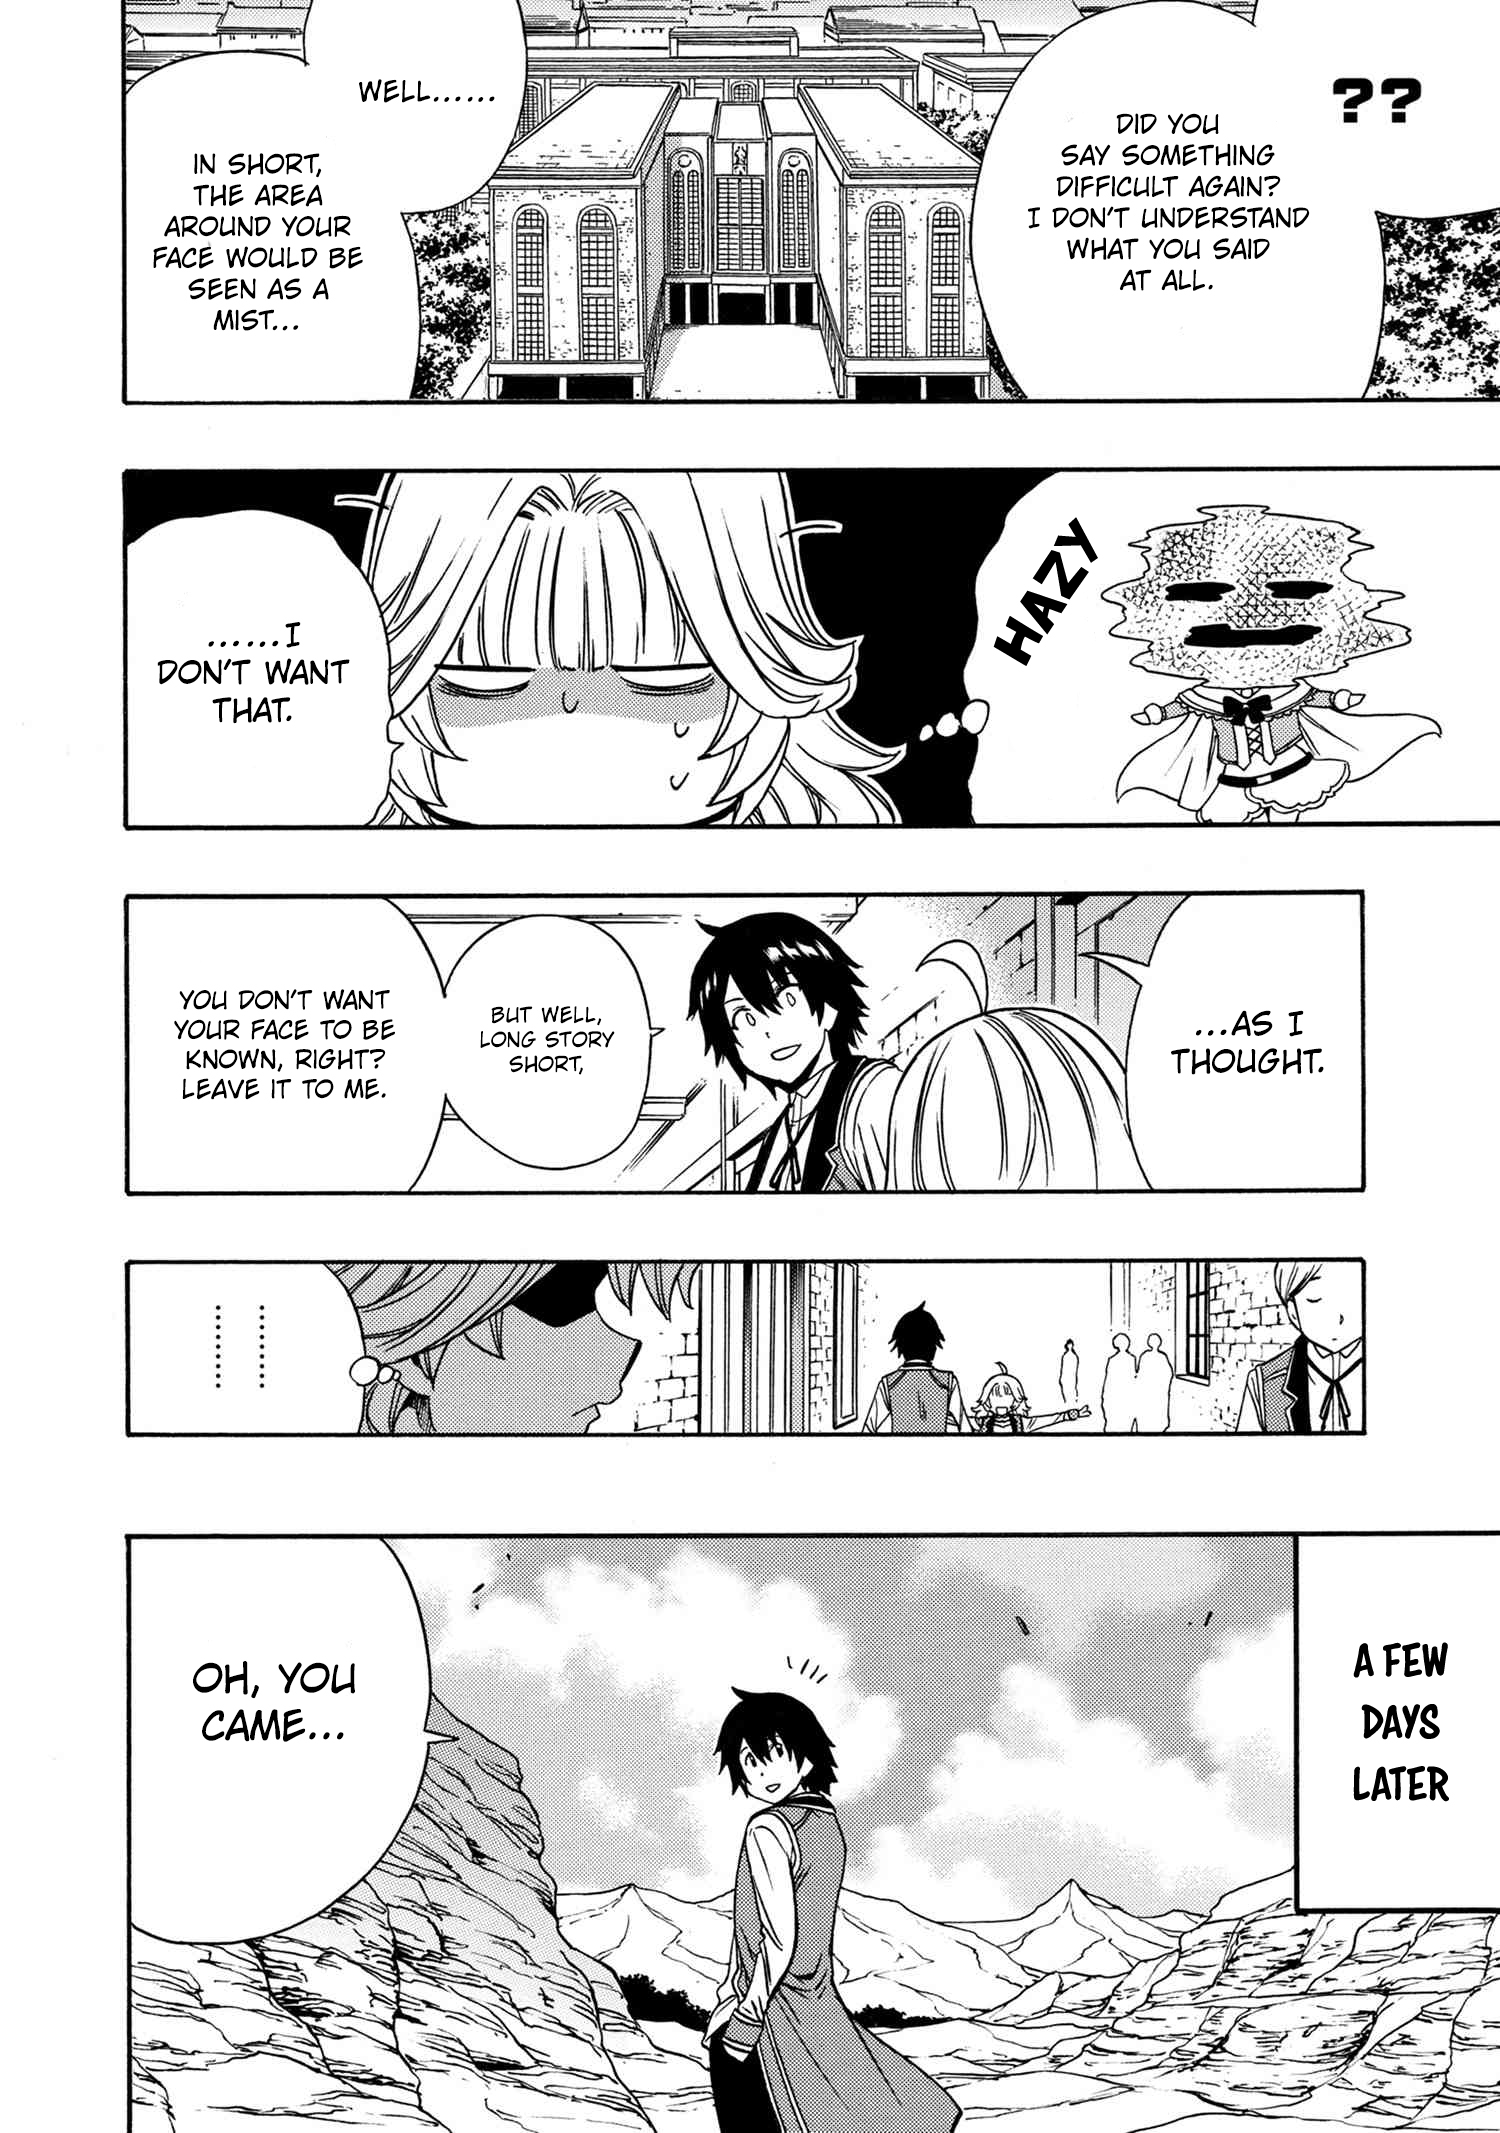 ??
DID YOU
SAY SOMETHING
DIFFICULT AGAIN?
I DON'T UNDERSTAND
WHAT YOU SAID
AT ALL.
WELL......
IN SHORT,
THE AREA
AROUND YOUR
FACE WOULD BE
SEEN AS A
MIST...
HAZY
......I
DON'T WANT
THAT.
...AS I
THOUGHT.
BUT WELL,
LONG STORY
SHORT,
YOU DON'T WANT
YOUR FACE TO BE
KNOWN, RIGHT?
LEAVE IT TO ME.
............
A FEW
DAYS
LATER
OH, YOU
CAME...